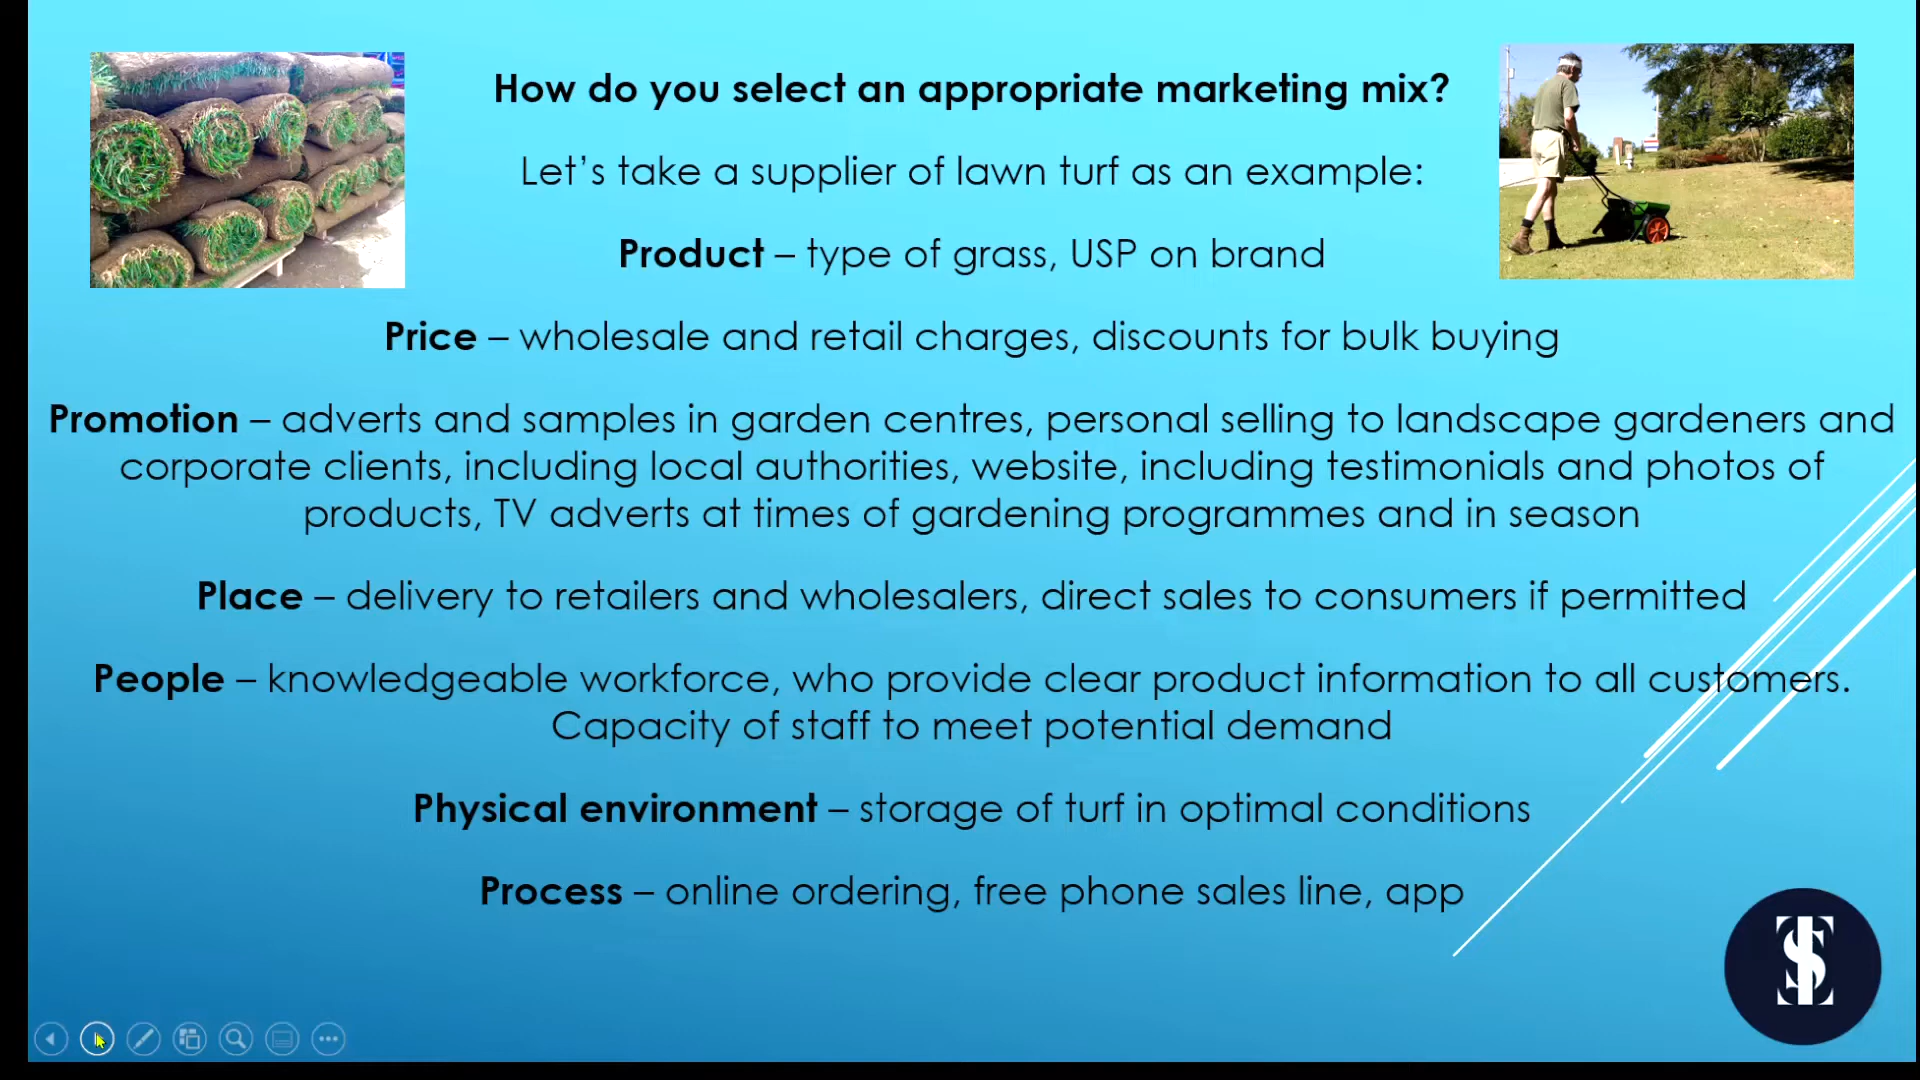 How do you select an appropriate marketing mix?
Let’s take a supplier of lawn turf as an example:
Product – type of grass, USP on brand
Price – wholesale and retail charges, discounts for bulk buying
Promotion – adverts and samples in garden centres, personal selling to landscape gardeners and
corporate clients, including local authorities, website, including testimonials and photos of
products, TV adverts at times of gardening programmes and in season
Place – delivery to retailers and wholesalers, direct sales to consumers if permitted
People – knowledgeable workforce, who provide clear product information to all customers.
Capacity of staff to meet potential demand
Physical environment – storage of turf in optimal conditions
Process – online ordering, free phone sales line, app